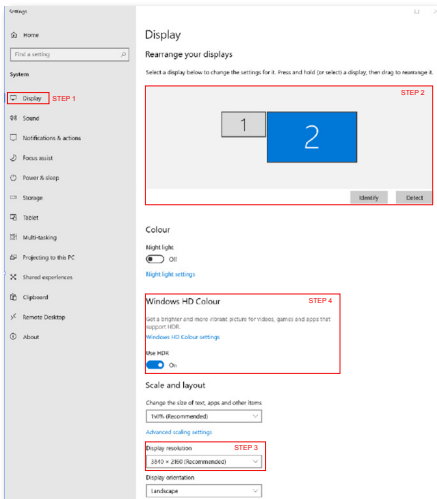 Settings
Home
Find a setting
System
Display STEP 1
Sound
Notifications & actions
Focus assist
Power & sleep
Storage
Tablet
Multi-tasking
Projecting to this PC
Shared experiences
Clipboard
Remote Desktop
About
Display
Rearrange your displays
Select a display below to change the settings for it. Press and hold (or select) a display, then drag to rearrange it.
STEP 2
1
2
Identify Detect
Colour
Night light
Off
Night light settings
Windows HD Colour STEP 4
Get a brighter and more vibrant picture for videos, games and apps that
support HDR.
Windows HD Colour settings
Use HDR
On
Scale and layout
Change the size of text, apps and other items
150% (Recommended)
Advanced scaling settings
Display resolution STEP 3
3840 × 2160 (Recommended)
Display orientation
Landscape